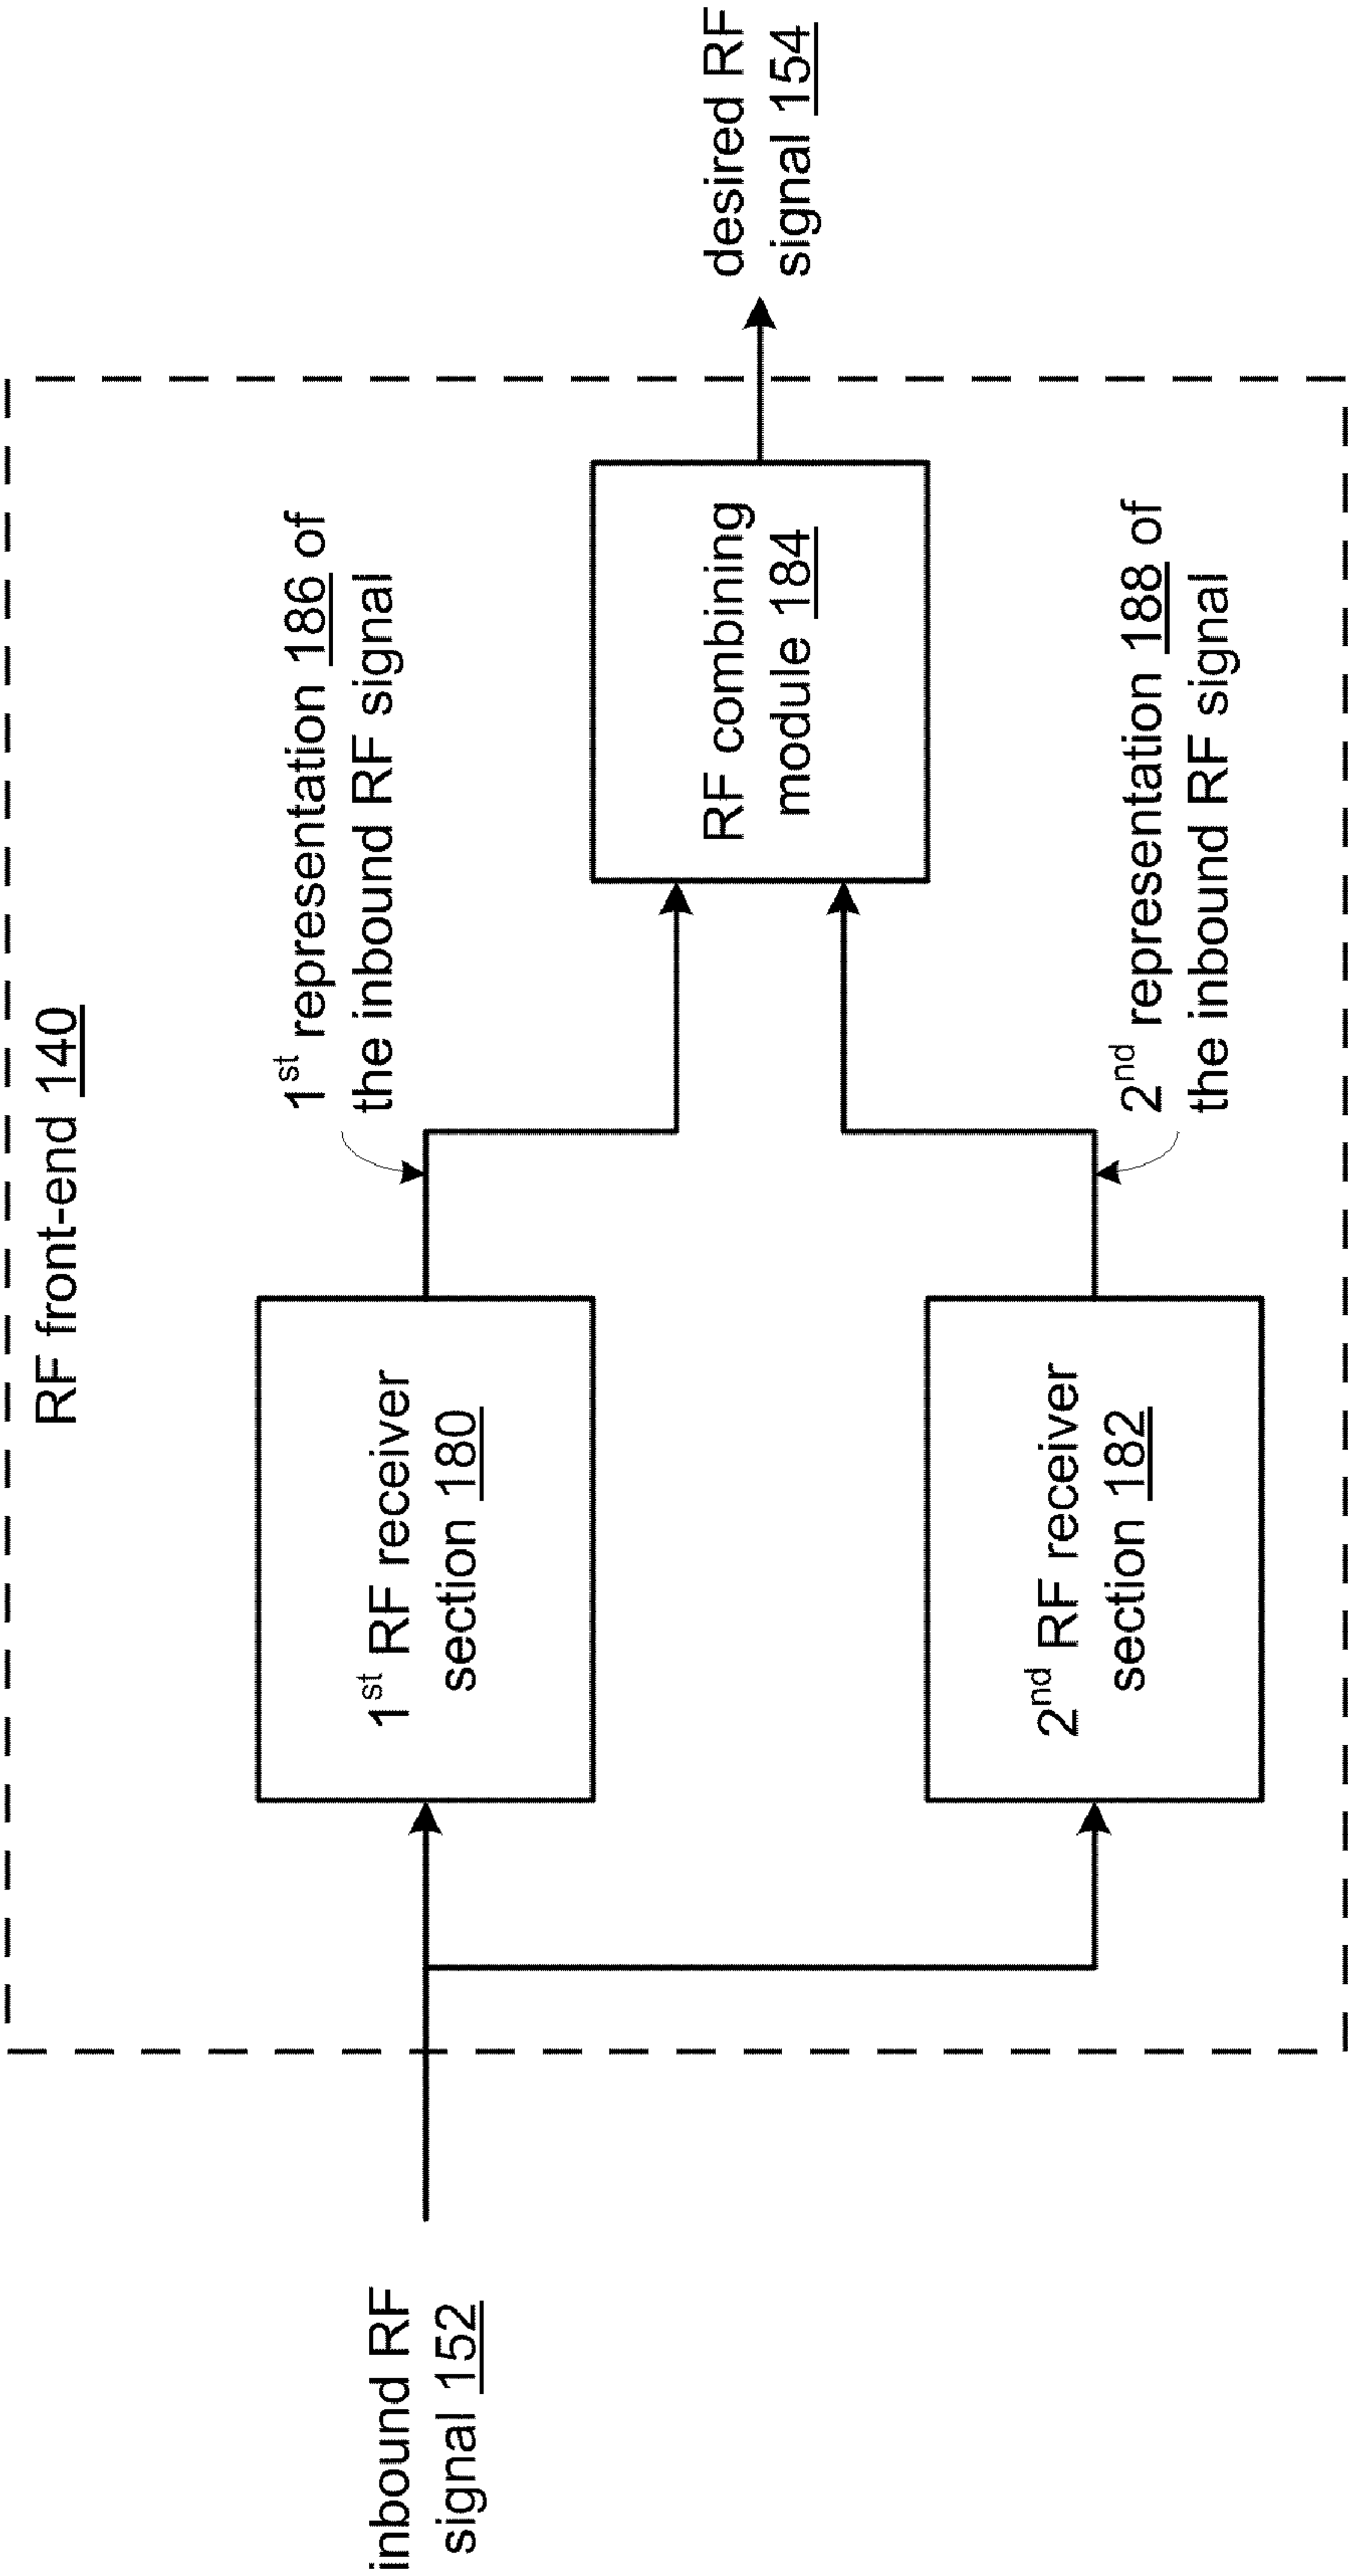 RF front-end 140
inbound RF
signal 152
1st RF receiver
section 180
1st representation 186 of
the inbound RF signal
2nd RF receiver
section 182
2nd representation 188 of
the inbound RF signal
RF combining
module 184
desired RF
signal 154